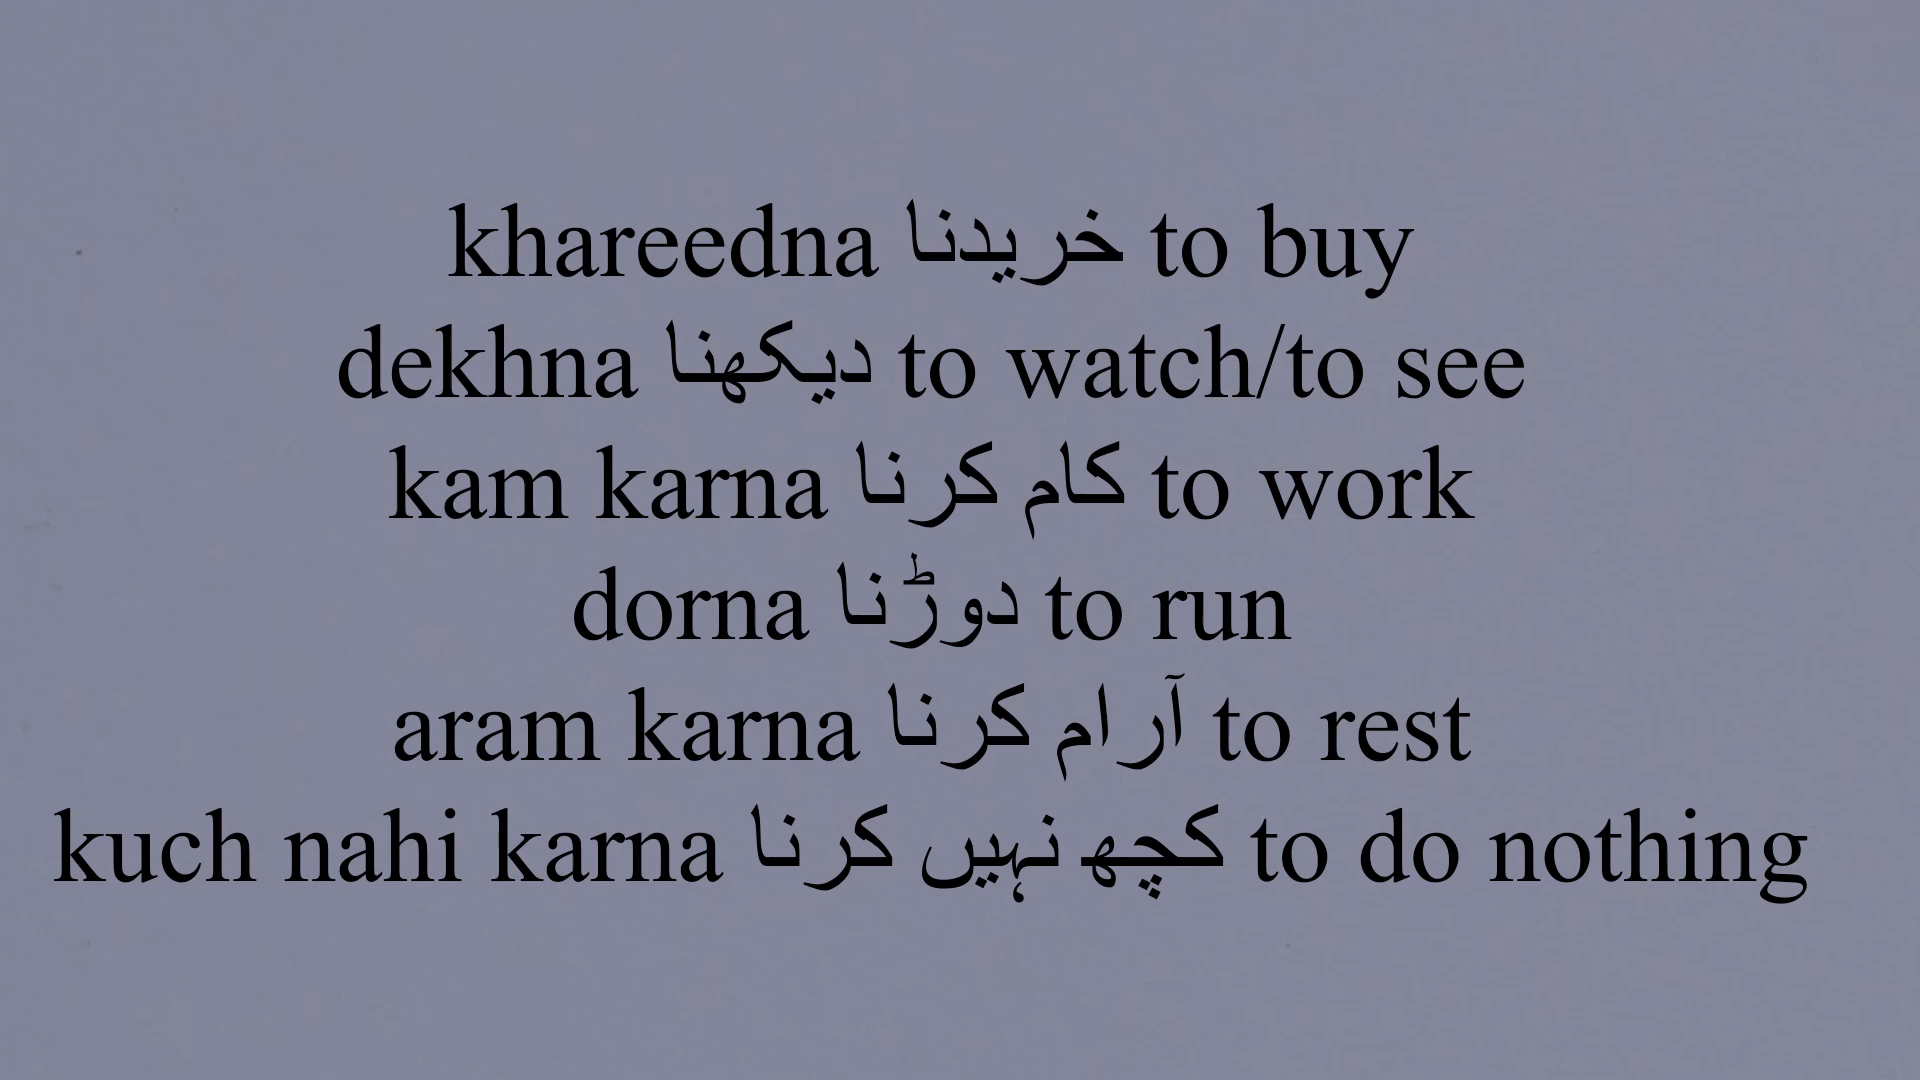 khareedna خریدنا to buy
dekhna دیکھنا to watch/to see
kam karna کام کرنا to work
dorna دوڑنا to run
aram karna آرام کرنا to rest
kuch nahi karna کچھ نہیں کرنا to do nothing